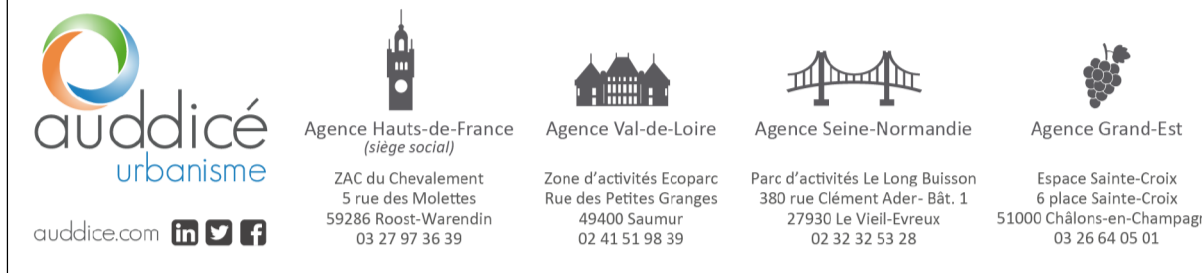 auddicé
urbanisme
auddice.com
Agence Hauts-de-France
(siège social)
ZAC du Chevalement
5 rue des Molettes
59286 Roost-Warendin
03 27 97 36 39
Agence Val-de-Loire
Zone d'activités Ecoparc
Rue des Petites Granges
49400 Saumur
02 41 51 98 39
Agence Seine-Normandie
Parc d'activités Le Long Buisson
380 rue Clément Ader- Bât. 1
27930 Le Vieil-Evreux
02 32 32 53 28
Agence Grand-Est
Espace Sainte-Croix
6 place Sainte-Croix
51000 Châlons-en-Champagn
03 26 64 05 01